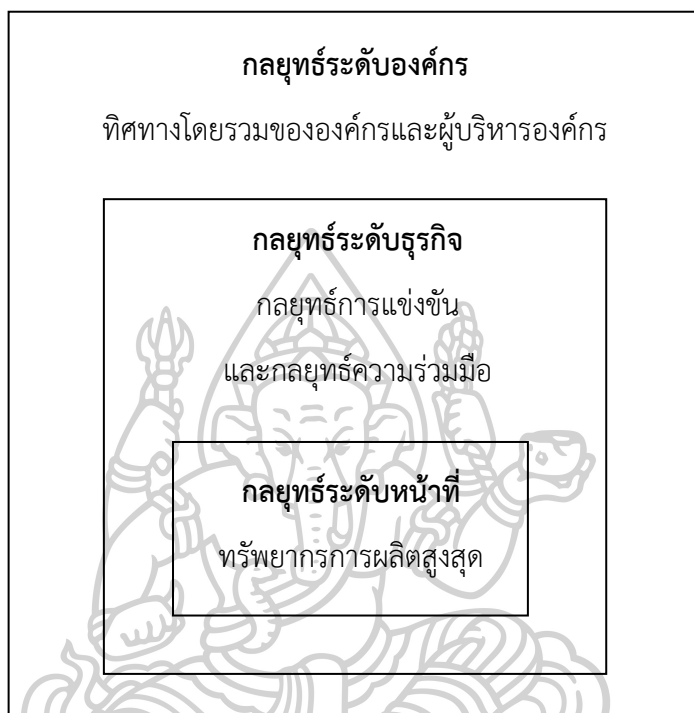 กลยุทธ์ระดับองค์กร
ทิศทางโดยรวมขององค์กรและผู้บริหารองค์กร
กลยุทธ์ระดับธุรกิจ
กลยุทธ์การแข่งขัน
และกลยุทธ์ความร่วมมือ
กลยุทธ์ระดับหน้าที่
ทรัพยากรการผลิตสูงสุด